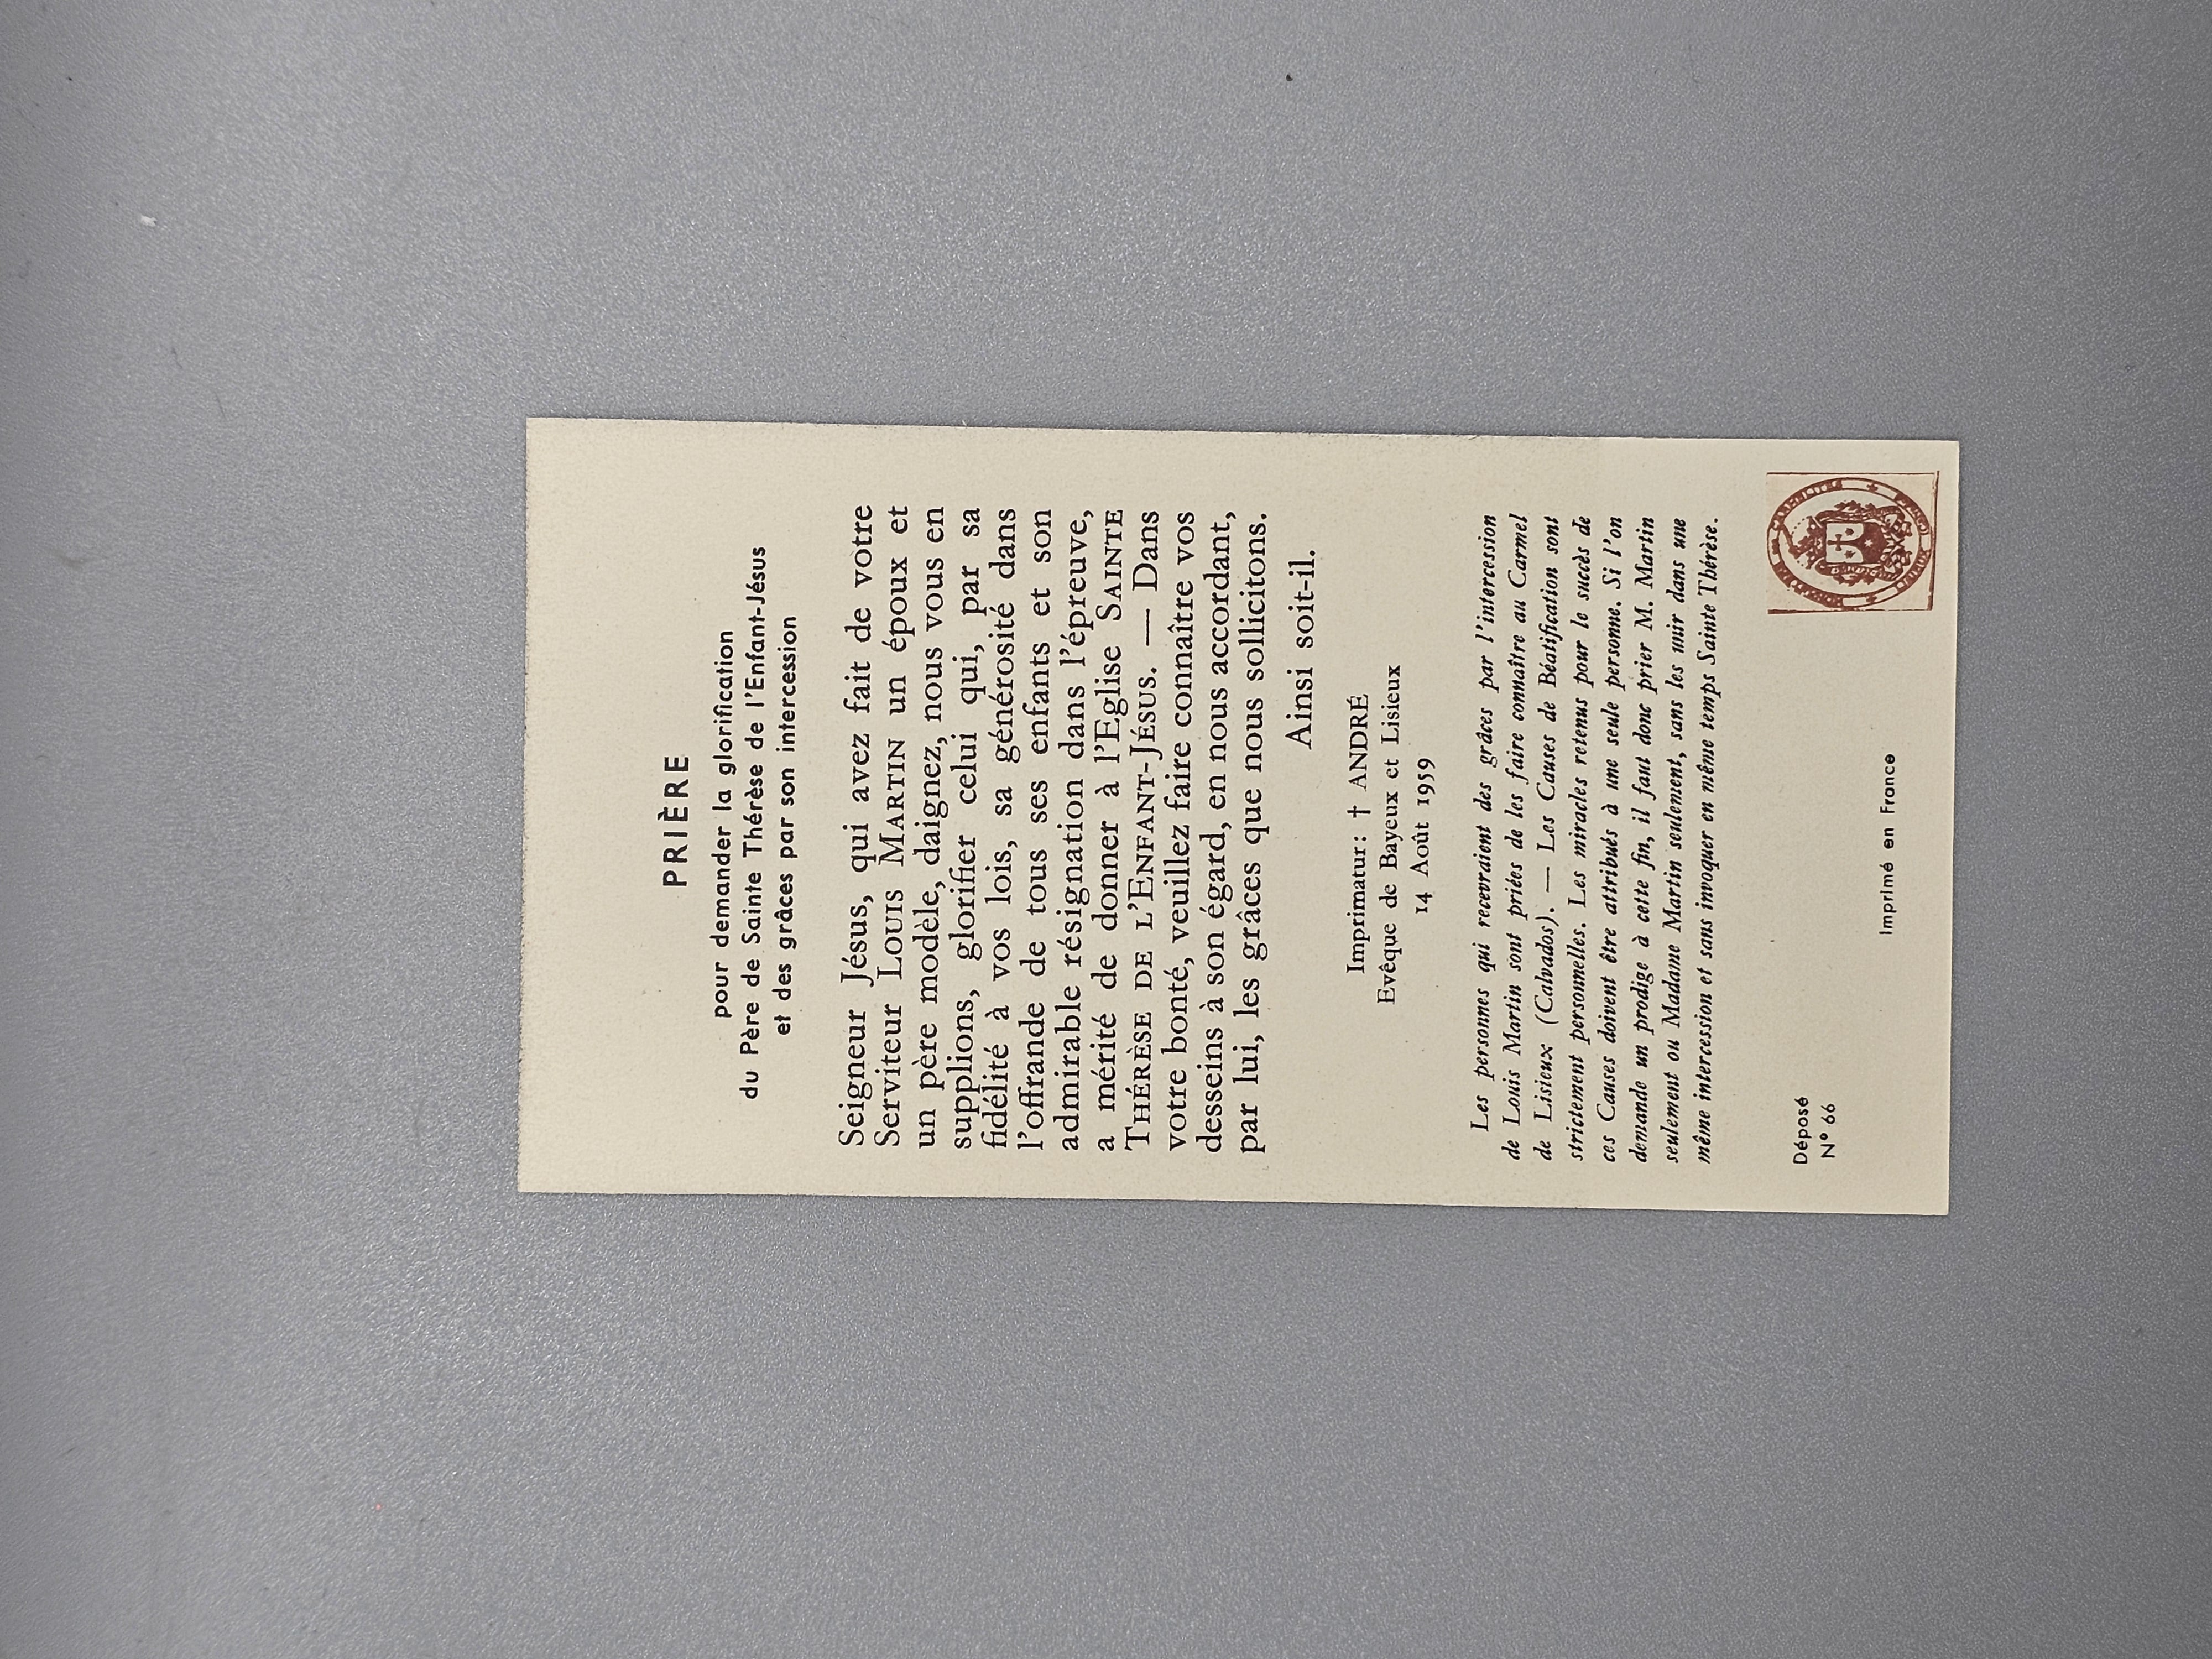 PRIÈRE
pour demander la glorification
du Père de Sainte Thérèse de l'Enfant-Jésus
et des grâces par son intercession
Seigneur Jésus, qui avez fait de votre
Serviteur LOUIS MARTIN un époux et
un père modèle, daignez, nous vous en
supplions, glorifier celui qui, par sa
fidélité à vos lois, sa générosité dans
l'offrande de tous ses enfants et son
admirable résignation dans l'épreuve,
a mérité de donner à l'Eglise SAINTE
THÉRÈSE DE L'ENFANT-JÉSUS. — Dans
votre bonté, veuillez faire connaître vos
desseins à son égard, en nous accordant,
par lui, les grâces que nous sollicitons.
Ainsi soit-il.
Imprimatur: † ANDRÉ
Evêque de Bayeux et Lisieux
14 Août 1959
Les personnes qui recevraient des grâces par l'intercession
de Louis Martin sont priées de les faire connaître au Carmel
de Lisieux (Calvados). — Les Causes de Béatification sont
strictement personnelles. Les miracles retenus pour le succès de
ces Causes doivent être attribués à une seule personne. Si l'on
demande un prodige à cette fin, il faut donc prier M. Martin
seulement ou Madame Martin seulement, sans les unir dans une
même intercession et sans invoquer en même temps Sainte Thérèse.
Déposé
N° 66
Imprimé en France